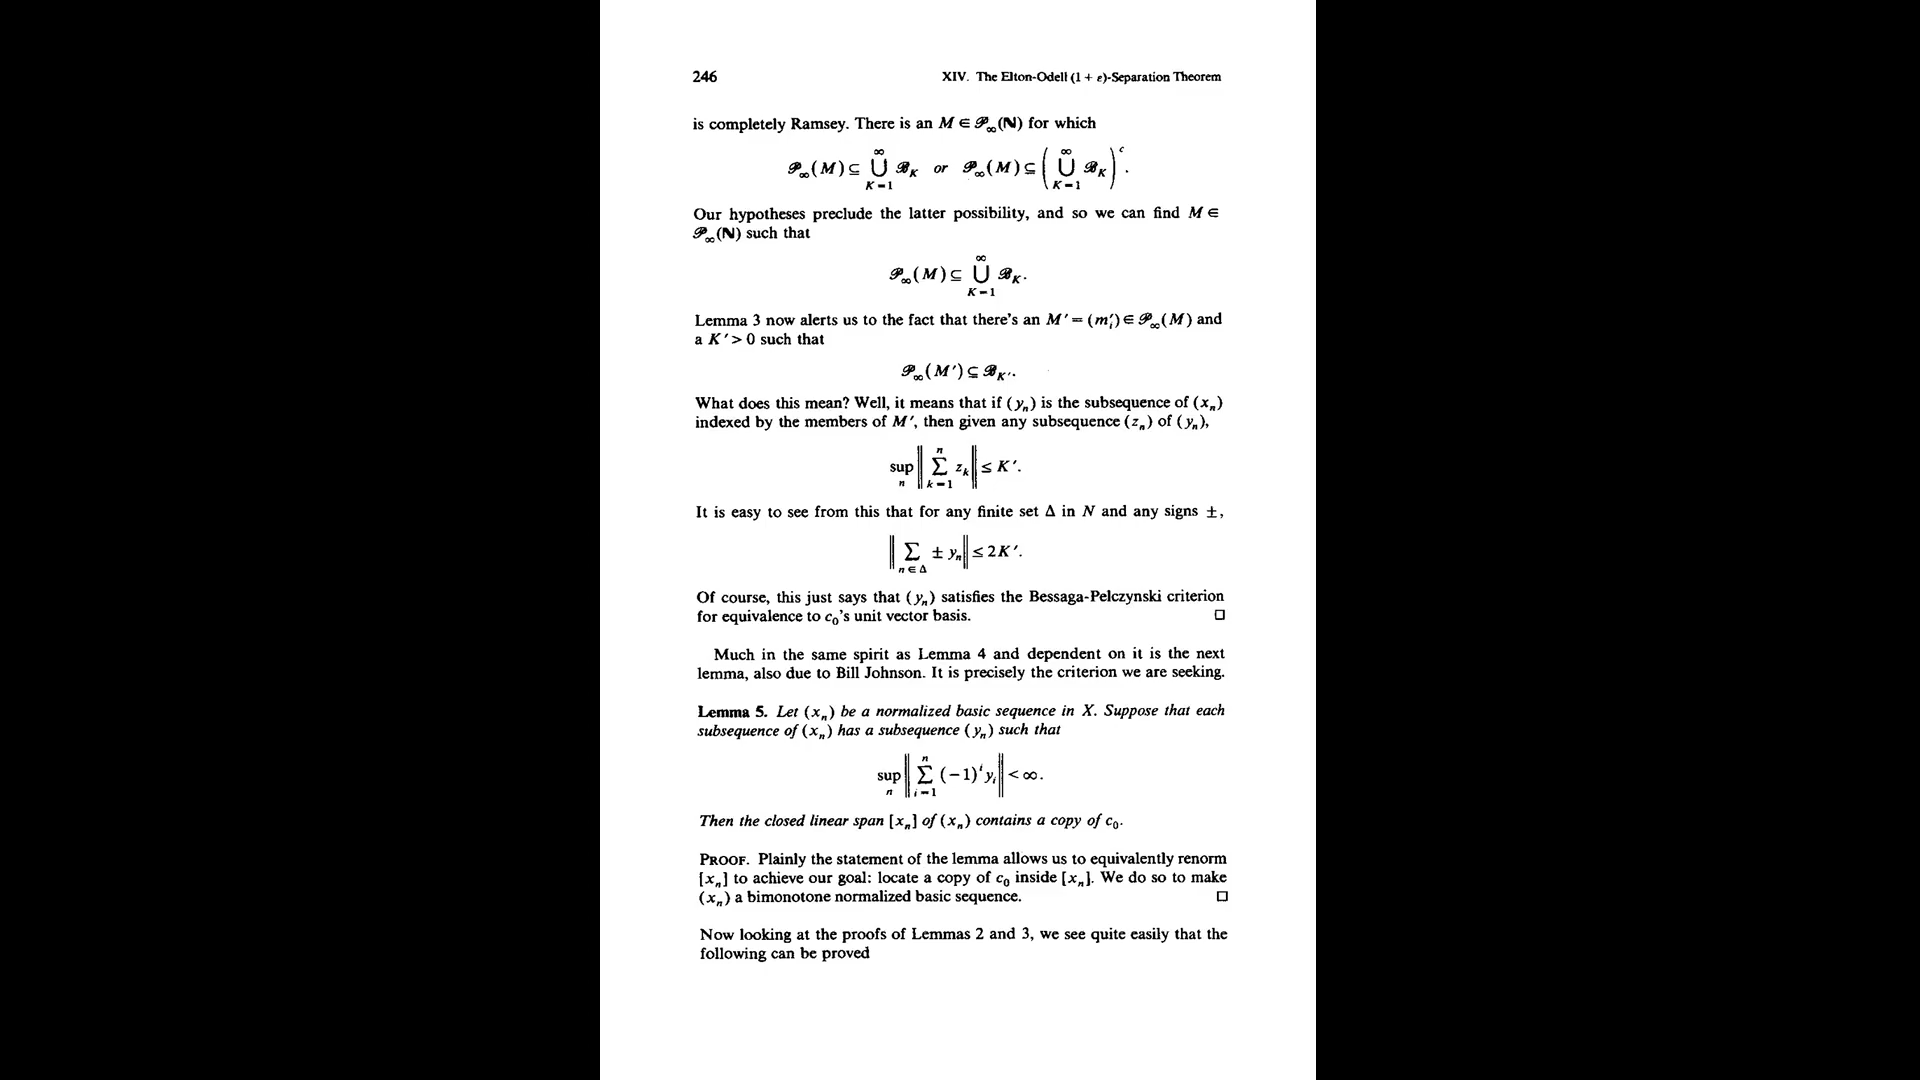 246 XIV. The Elton-Odell (1 + ε)-Separation Theorem
is completely Ramsey. There is an M ∈ 𝒫∞(ℕ) for which
𝒫∞(M) ⊆ ⋃_{K=1}^{∞} ℬ_K or 𝒫∞(M) ⊆ (⋃_{K=1}^{∞} ℬ_K)^c.
Our hypotheses preclude the latter possibility, and so we can find M ∈
𝒫∞(ℕ) such that
𝒫∞(M) ⊆ ⋃_{K=1}^{∞} ℬ_K.
Lemma 3 now alerts us to the fact that there's an M′ = (m′_i) ∈ 𝒫∞(M) and
a K′ > 0 such that
𝒫∞(M′) ⊆ ℬ_{K′}.
What does this mean? Well, it means that if (y_n) is the subsequence of (x_n)
indexed by the members of M′, then given any subsequence (z_n) of (y_n),
sup_n ‖∑_{k=1}^{n} z_k‖ ≤ K′.
It is easy to see from this that for any finite set Δ in N and any signs ±,
‖∑_{n∈Δ} ± y_n‖ ≤ 2K′.
Of course, this just says that (y_n) satisfies the Bessaga-Pelczynski criterion
for equivalence to c_0's unit vector basis. □
Much in the same spirit as Lemma 4 and dependent on it is the next
lemma, also due to Bill Johnson. It is precisely the criterion we are seeking.
Lemma 5. Let (x_n) be a normalized basic sequence in X. Suppose that each
subsequence of (x_n) has a subsequence (y_n) such that
sup_n ‖∑_{i=1}^{n} (−1)^i y_i‖ < ∞.
Then the closed linear span [x_n] of (x_n) contains a copy of c_0.
PROOF. Plainly the statement of the lemma allows us to equivalently renorm
[x_n] to achieve our goal: locate a copy of c_0 inside [x_n]. We do so to make
(x_n) a bimonotone normalized basic sequence. □
Now looking at the proofs of Lemmas 2 and 3, we see quite easily that the
following can be proved